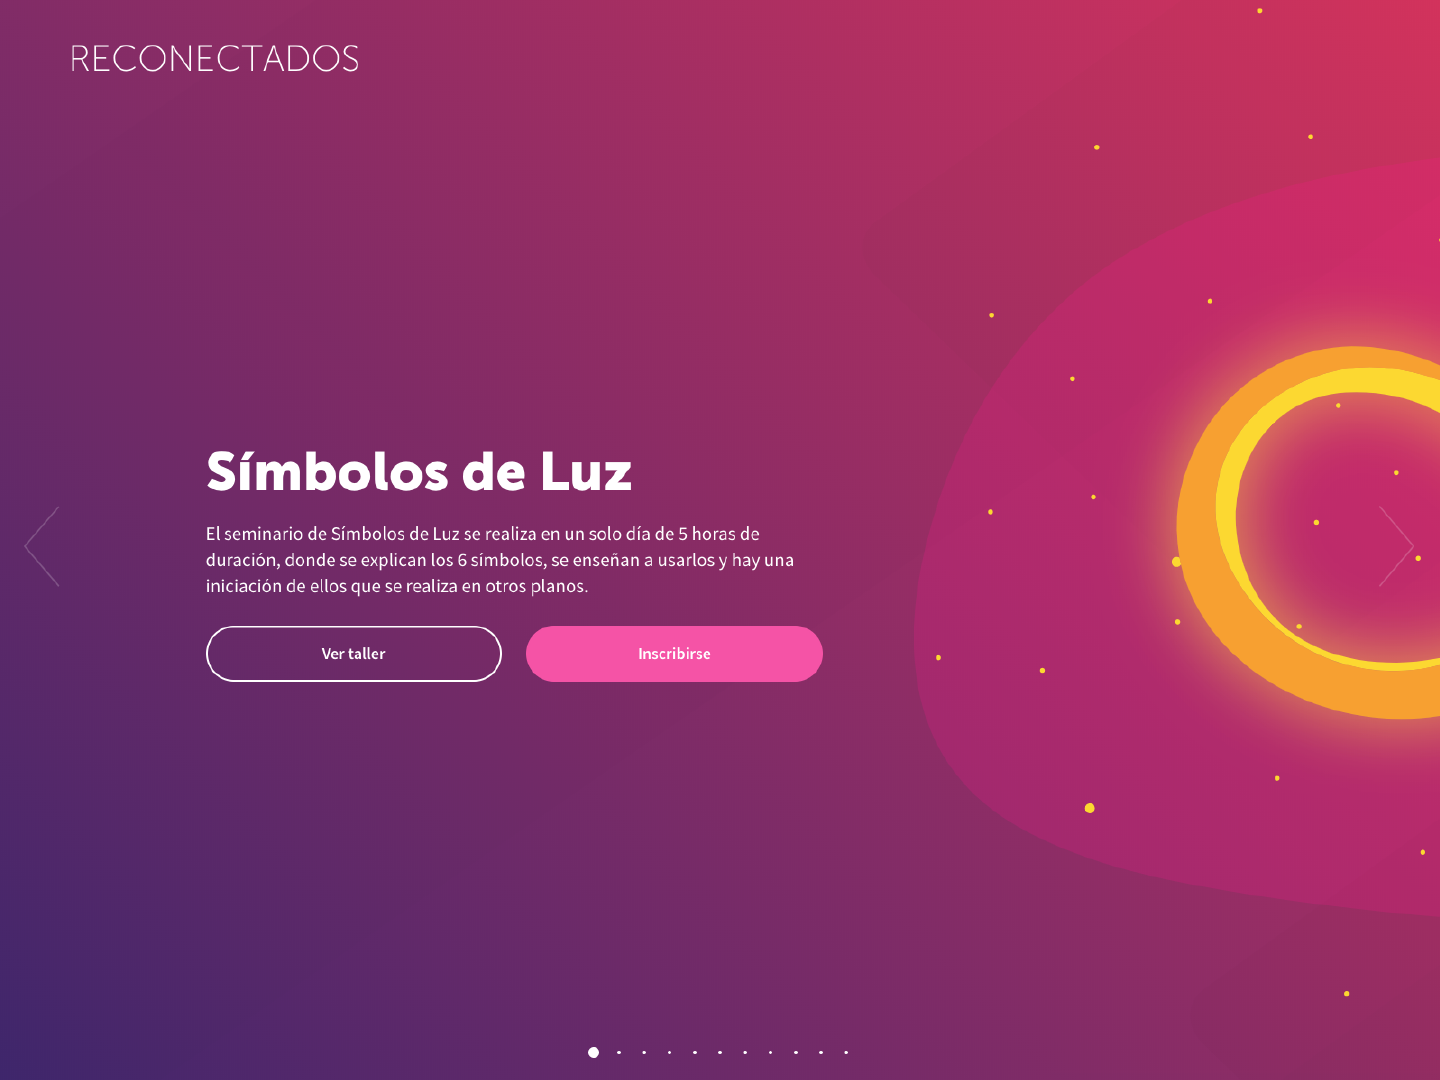 RECONECTADOS
Símbolos de Luz
El seminario de Símbolos de Luz se realiza en un solo día de 5 horas de
duración, donde se explican los 6 símbolos, se enseñan a usarlos y hay una
iniciación de ellos que se realiza en otros planos.
Ver taller
Inscribirse